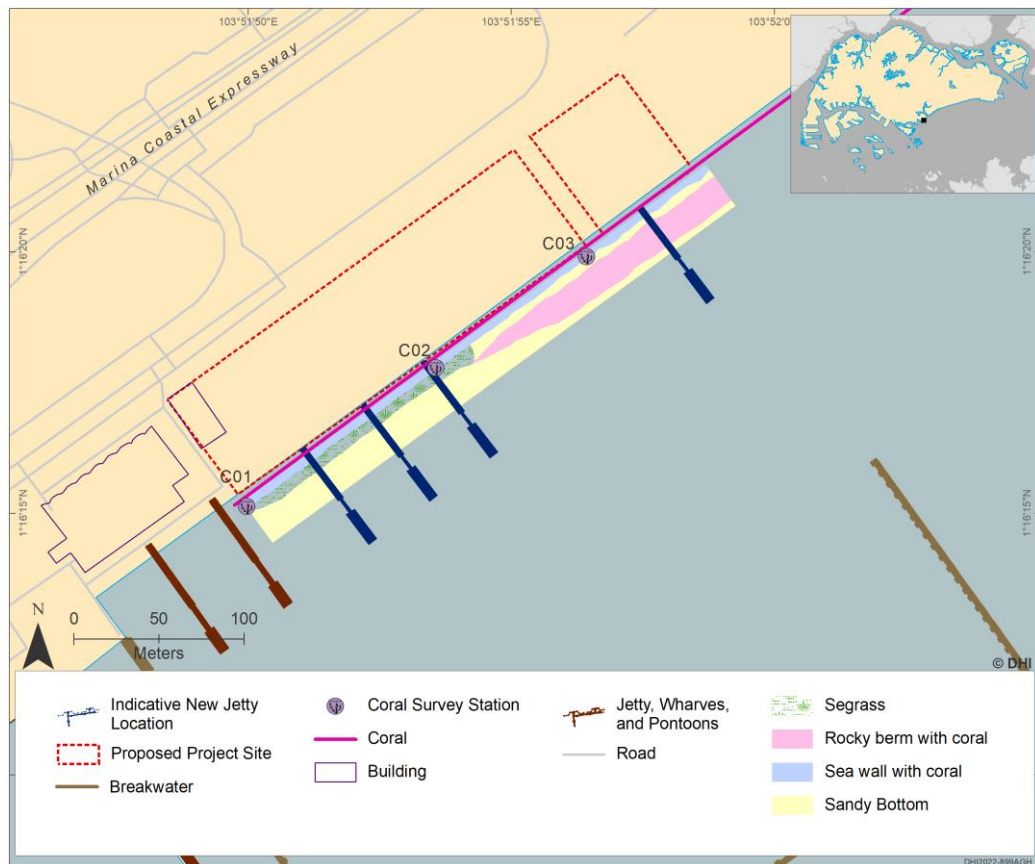 103°51'50"E
103°51'55"E
103°52'0"E
Marina Coastal Expressway
1°16'20"N
1°16'20"N
C03
C02
C01
1°16'15"N
1°16'15"N
N
0 50 100
Meters
© DHI
Indicative New Jetty
Location
Proposed Project Site
Breakwater
Coral Survey Station
Coral
Building
Jetty, Wharves,
and Pontoons
Road
Segrass
Rocky berm with coral
Sea wall with coral
Sandy Bottom
DHI2022-899AGH